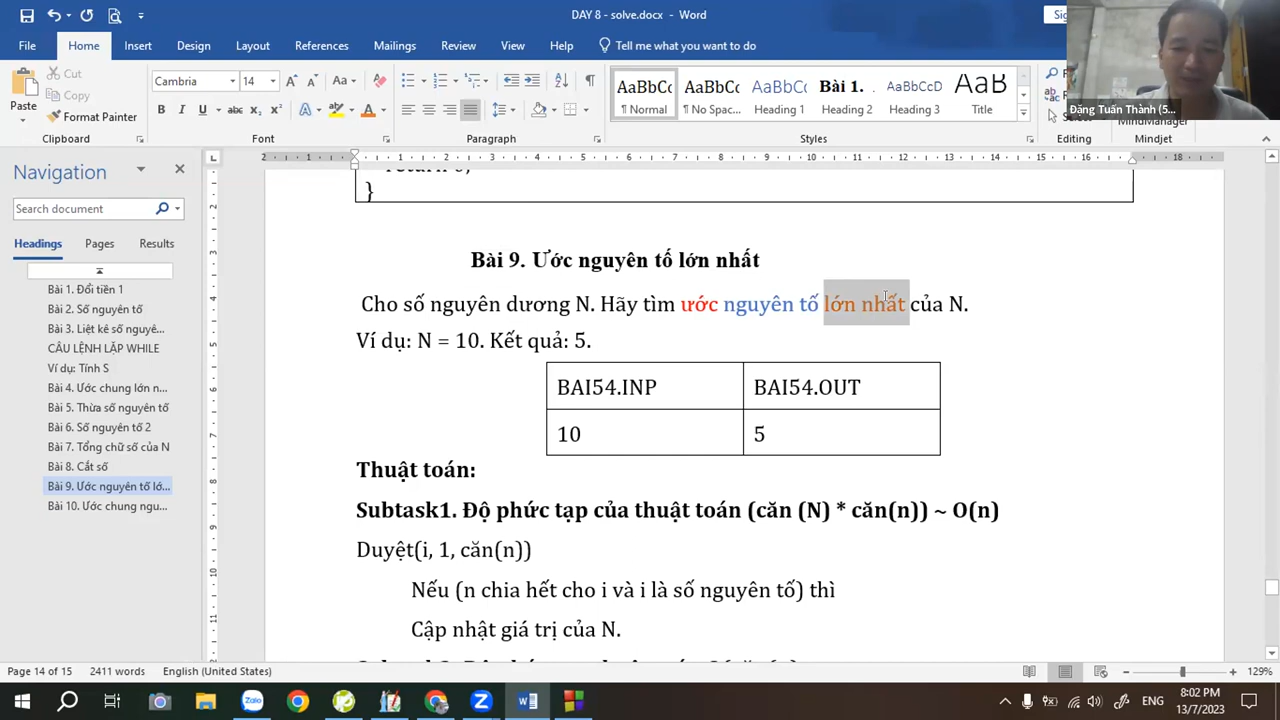 DAY 8 - solve.docx - Word
File Home Insert Design Layout References Mailings Review View Help Tell me what you want to do
Cut
Copy
Format Painter
Paste
Clipboard
Cambria 14
Font
Paragraph
AaBbCc AaBbCc AaBbCc Bài 1. AaBbCcD AaB
¶ Normal ¶ No Spac... Heading 1 Heading 2 Heading 3 Title
Styles
Đặng Tuấn Thành (5...
Editing
MindManager
Mindjet
Navigation
Search document
Headings Pages Results
Bài 1. Đổi tiền 1
Bài 2. Số nguyên tố
Bài 3. Liệt kê số nguyê...
CÂU LỆNH LẶP WHILE
Ví dụ: Tính S
Bài 4. Ước chung lớn n...
Bài 5. Thừa số nguyên tố
Bài 6. Số nguyên tố 2
Bài 7. Tổng chữ số của N
Bài 8. Cắt số
Bài 9. Ước nguyên tố lớ...
Bài 10. Ước chung ngu...
}
Bài 9. Ước nguyên tố lớn nhất
Cho số nguyên dương N. Hãy tìm ước nguyên tố lớn nhất của N.
Ví dụ: N = 10. Kết quả: 5.
BAI54.INP BAI54.OUT
10 5
Thuật toán:
Subtask1. Độ phức tạp của thuật toán (căn (N) * căn(n)) ~ O(n)
Duyệt(i, 1, căn(n))
Nếu (n chia hết cho i và i là số nguyên tố) thì
Cập nhật giá trị của N.
Page 14 of 15 2411 words English (United States) 129%
ENG
8:02 PM
13/7/2023